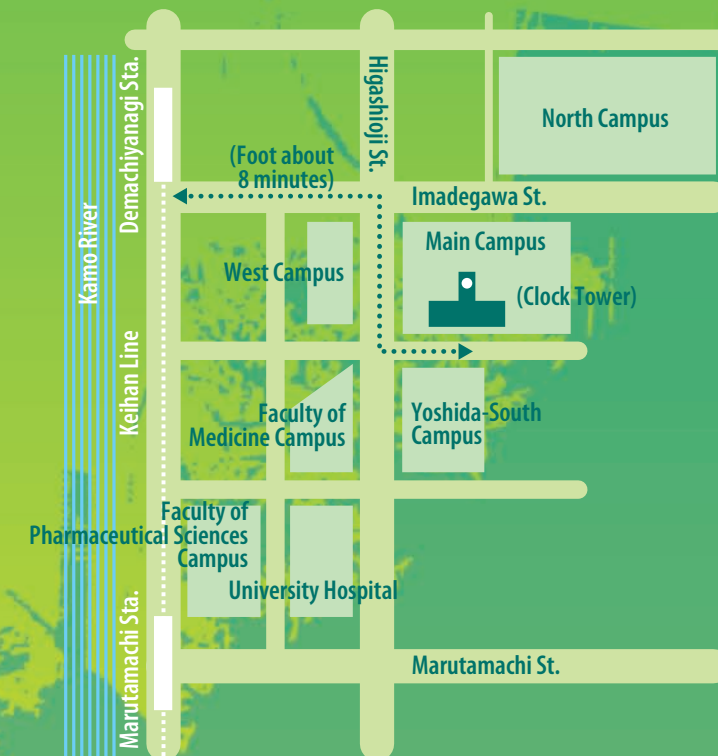 Demachiyanagi Sta.
Higashioji St.
North Campus
(Foot about
8 minutes)
Imadegawa St.
Kamo River
Main Campus
West Campus
(Clock Tower)
Keihan Line
Faculty of
Medicine Campus
Yoshida-South
Campus
Faculty of
Pharmaceutical Sciences
Campus
University Hospital
Marutamachi Sta.
Marutamachi St.